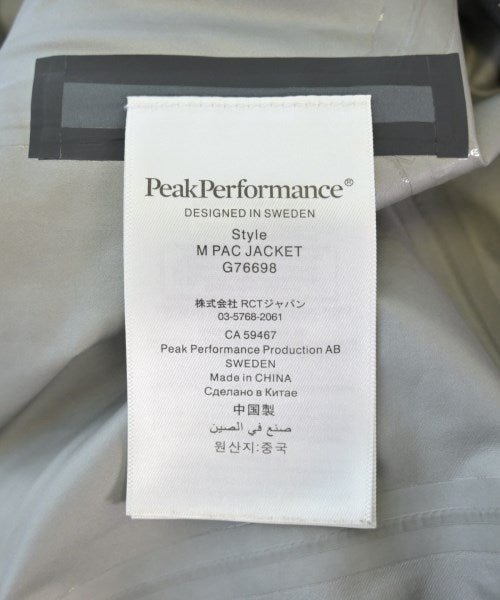 PeakPerformance®
DESIGNED IN SWEDEN
Style
M PAC JACKET
G76698
株式会社 RCTジャパン
03-5768-2061
CA 59467
Peak Performance Production AB
SWEDEN
Made in CHINA
Сделано в Китае
中国製
صنع في الصين
원산지:중국